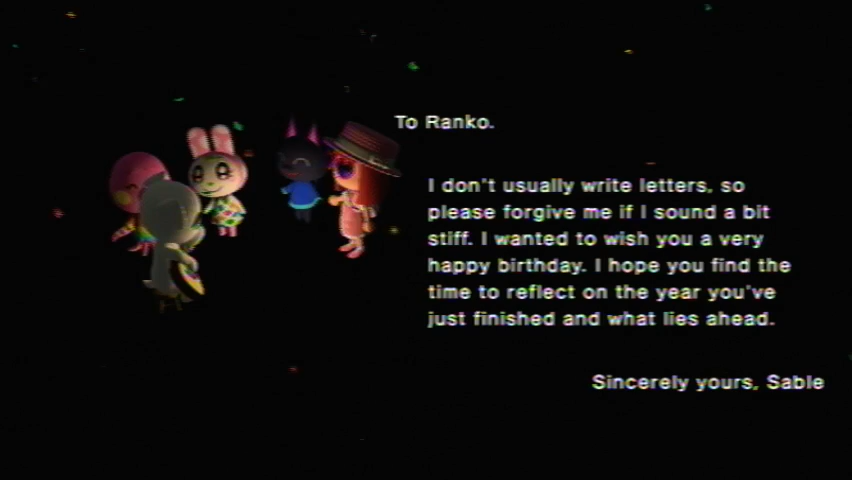 To Ranko.
I don't usually write letters, so
please forgive me if I sound a bit
stiff. I wanted to wish you a very
happy birthday. I hope you find the
time to reflect on the year you've
just finished and what lies ahead.
Sincerely yours, Sable